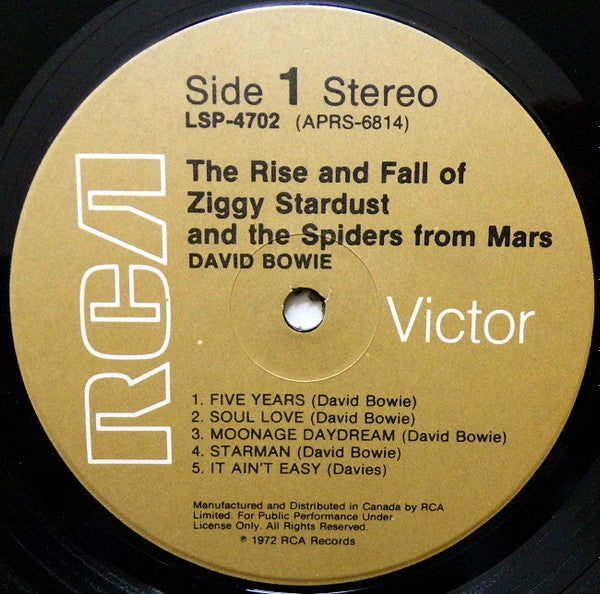 Side 1 Stereo
LSP-4702 (APRS-6814)
The Rise and Fall of
Ziggy Stardust
and the Spiders from Mars
DAVID BOWIE
RCA
Victor
1. FIVE YEARS (David Bowie)
2. SOUL LOVE (David Bowie)
3. MOONAGE DAYDREAM (David Bowie)
4. STARMAN (David Bowie)
5. IT AIN'T EASY (Davies)
Manufactured and Distributed in Canada by RCA
Limited. For Public Performance Under
License Only. All Rights Reserved.
℗ 1972 RCA Records